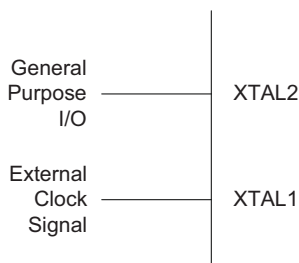 General
Purpose
I/O
XTAL2
External
Clock
Signal
XTAL1